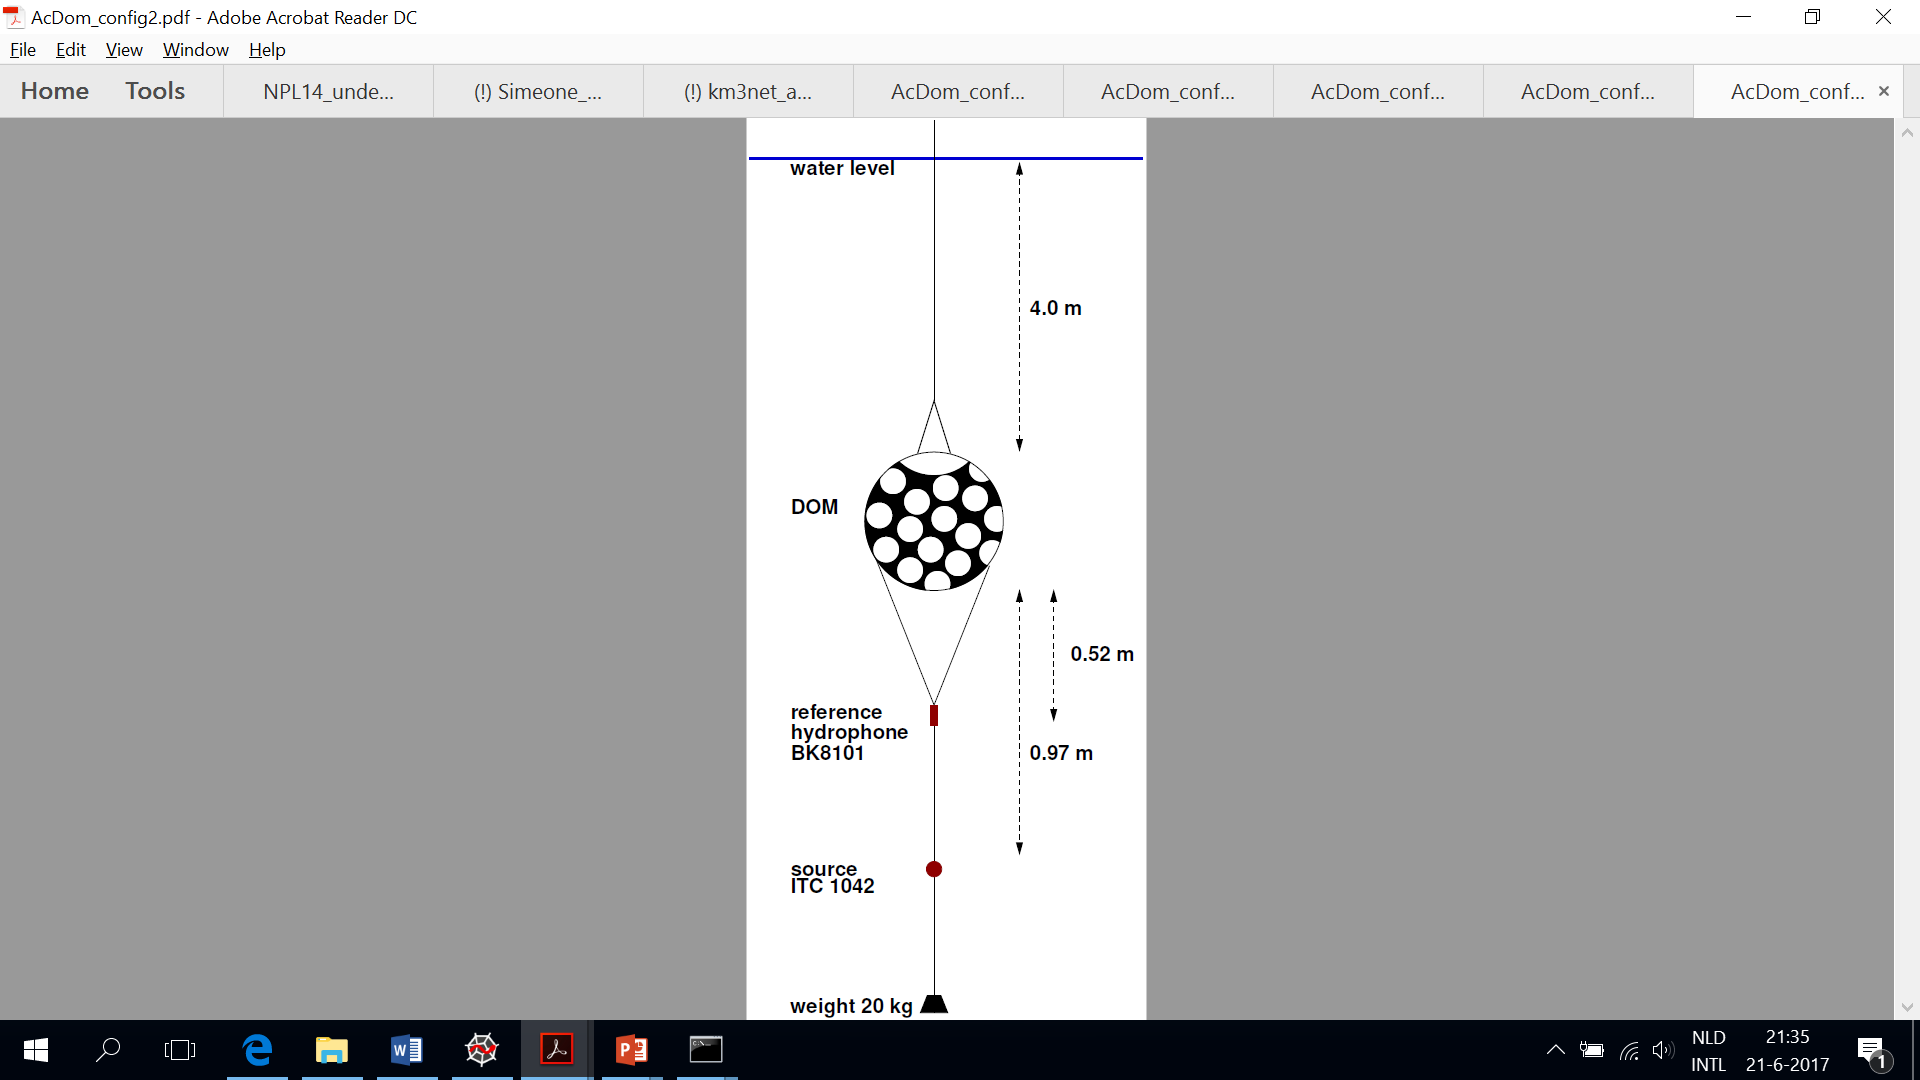 AcDom_config2.pdf - Adobe Acrobat Reader DC
File Edit View Window Help
Home Tools NPL14_unde... (!) Simeone_... (!) km3net_a... AcDom_conf... AcDom_conf... AcDom_conf... AcDom_conf... AcDom_conf... ×
water level
4.0 m
DOM
0.52 m
reference
hydrophone
BK8101
0.97 m
source
ITC 1042
weight 20 kg
NLD 21:35
INTL 21-6-2017
1